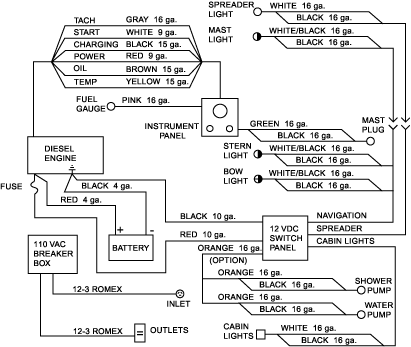 SPREADER
LIGHT
WHITE 16 ga.
BLACK 16 ga.
TACH GRAY 16 ga.
START WHITE 9 ga.
CHARGING BLACK 15 ga.
POWER RED 9 ga.
OIL BROWN 15 ga.
TEMP YELLOW 15 ga.
MAST
LIGHT
WHITE/BLACK 16 ga.
BLACK 16 ga.
FUEL
GAUGE
PINK 16 ga.
INSTRUMENT
PANEL
GREEN 16 ga.
BLACK 16 ga.
MAST
PLUG
DIESEL
ENGINE
STERN
LIGHT
WHITE/BLACK 16 ga.
BLACK 16 ga.
BOW
LIGHT
WHITE/BLACK 16 ga.
BLACK 16 ga.
FUSE
BLACK 4 ga.
RED 4 ga.
+ -
BATTERY
BLACK 10 ga.
RED 10 ga.
ORANGE 16 ga.
(OPTION)
12 VDC
SWITCH
PANEL
NAVIGATION
SPREADER
CABIN LIGHTS
110 VAC
BREAKER
BOX
ORANGE 16 ga.
BLACK 16 ga.
SHOWER
PUMP
12-3 ROMEX
INLET
ORANGE 16 ga.
BLACK 16 ga.
WATER
PUMP
12-3 ROMEX
OUTLETS
CABIN
LIGHTS
WHITE 16 ga.
BLACK 16 ga.